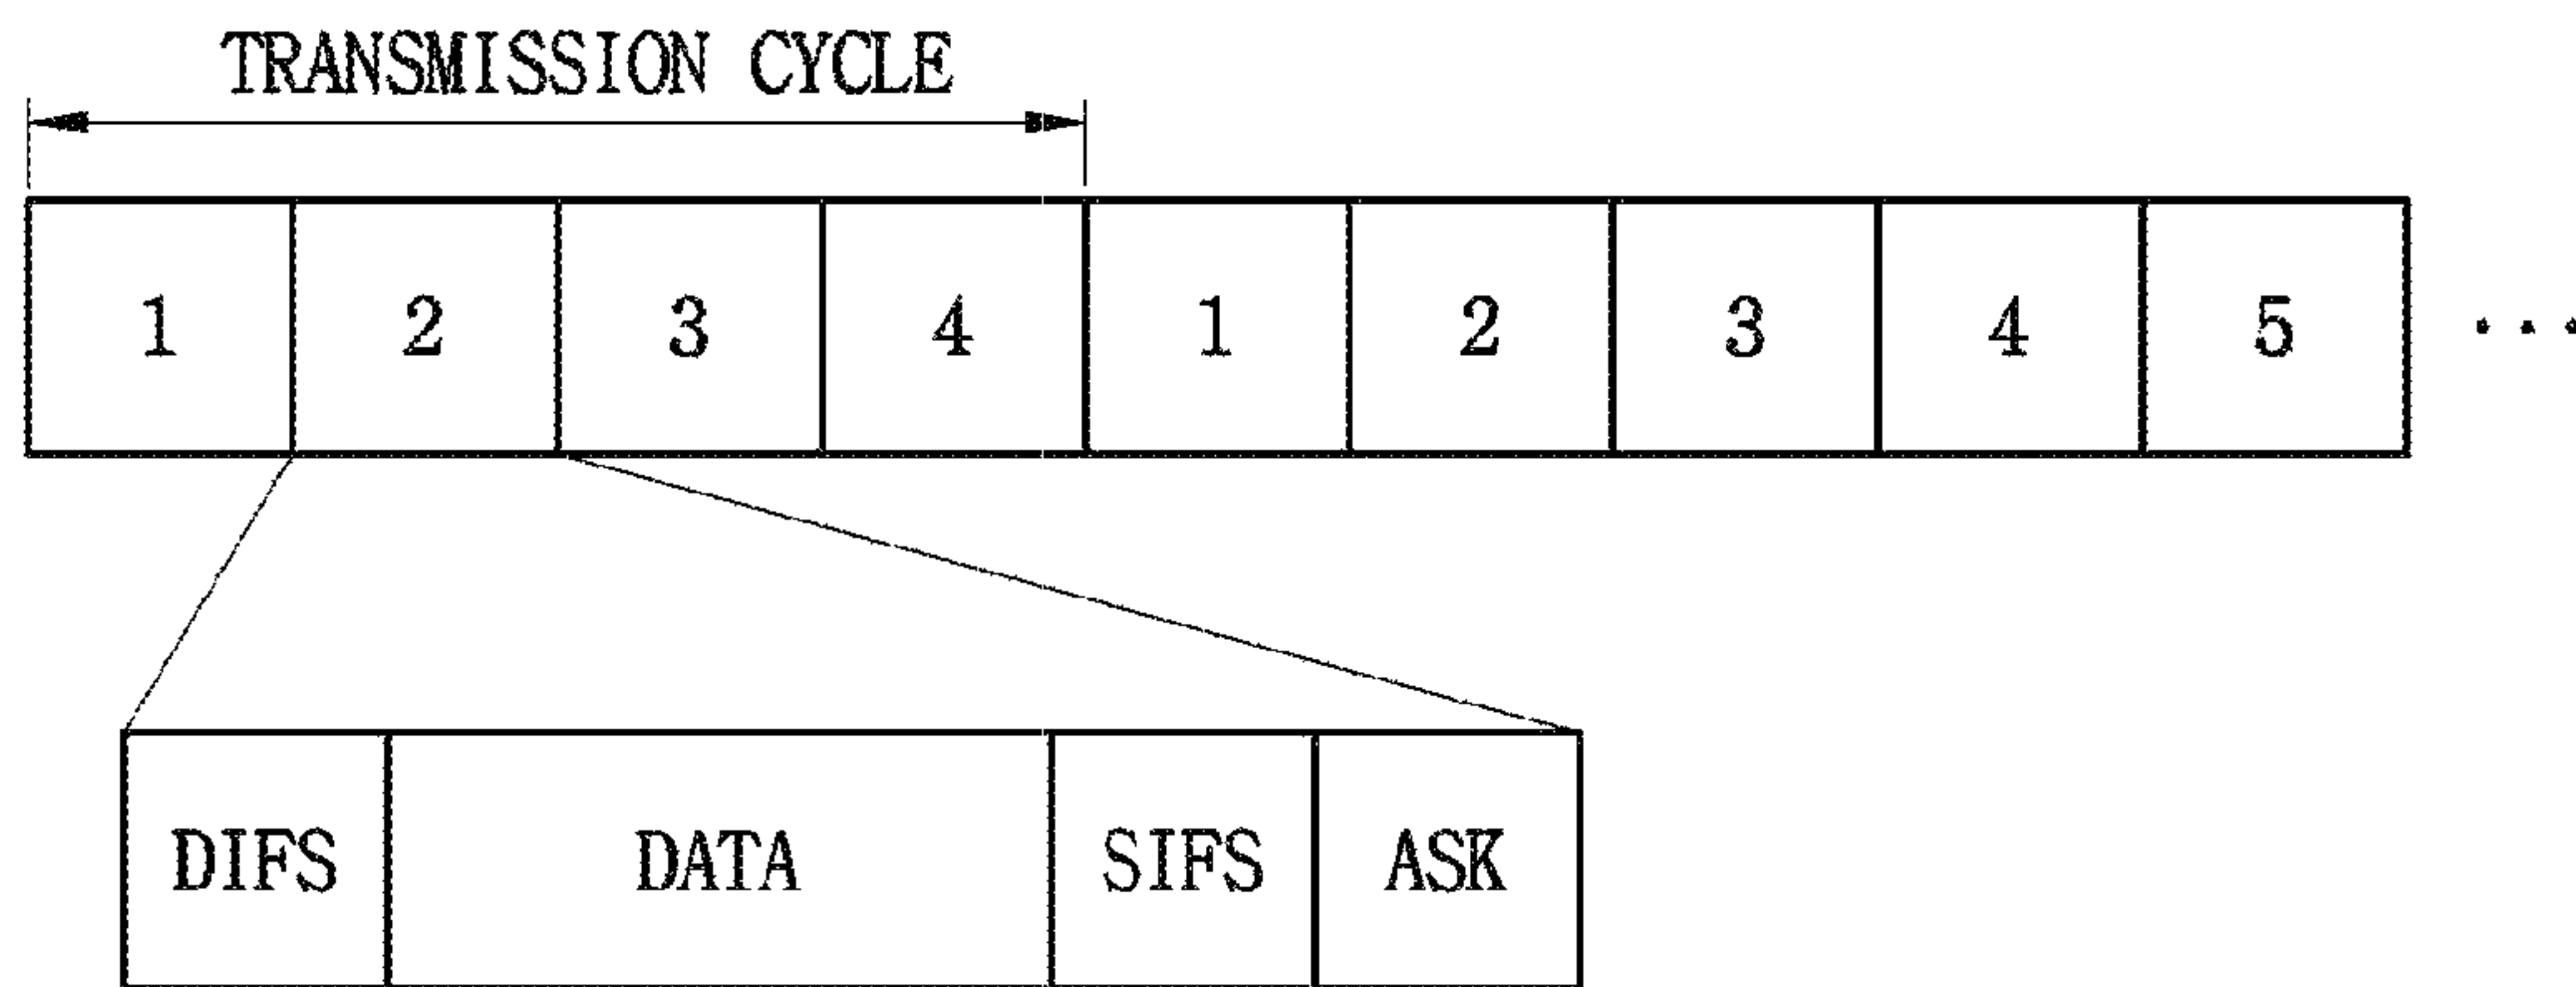 TRANSMISSION CYCLE
1 2 3 4 1 2 3 4 5 ...
DIFS DATA SIFS ASK